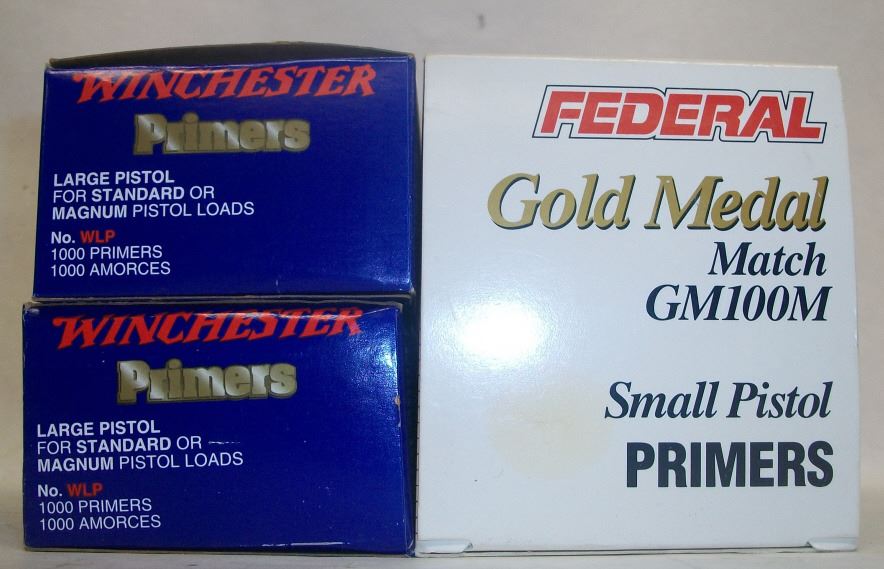 WINCHESTER
Primers
LARGE PISTOL
FOR STANDARD OR
MAGNUM PISTOL LOADS
No. WLP
1000 PRIMERS
1000 AMORCES
WINCHESTER
Primers
LARGE PISTOL
FOR STANDARD OR
MAGNUM PISTOL LOADS
No. WLP
1000 PRIMERS
1000 AMORCES
FEDERAL
Gold Medal
Match
GM100M
Small Pistol
PRIMERS